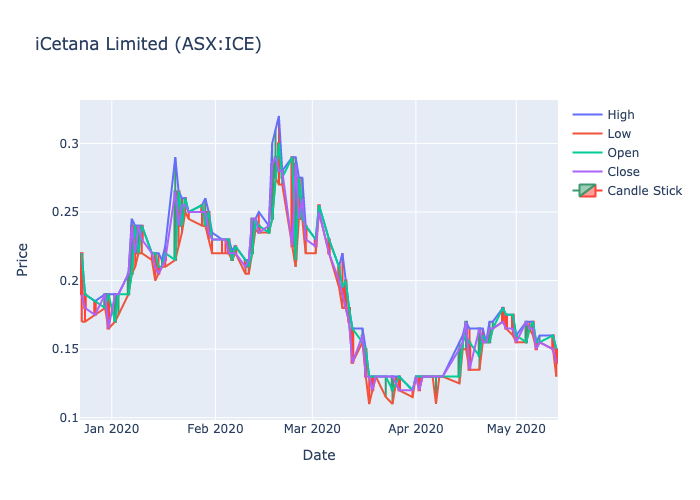 iCetana Limited (ASX:ICE)
High
Low
Open
Close
Candle Stick
Price
0.3
0.25
0.2
0.15
0.1
Jan 2020
Feb 2020
Mar 2020
Apr 2020
May 2020
Date